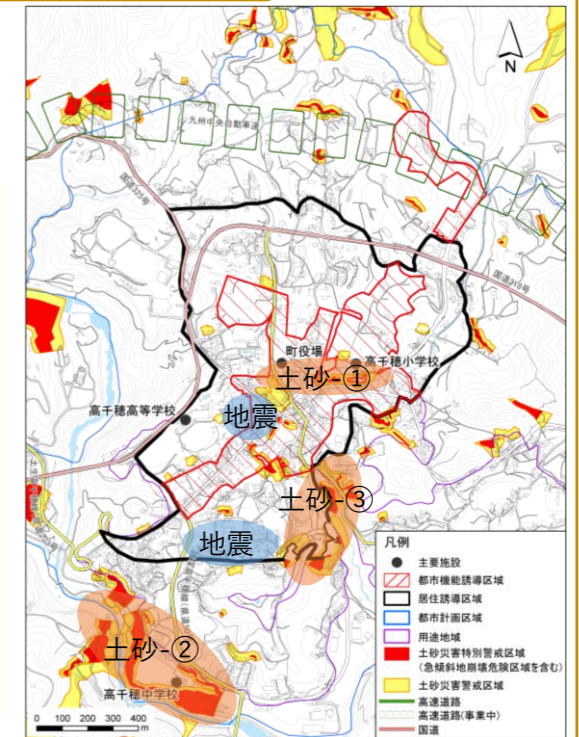 N
九州中央自動車道
国道325号
国道218号
町役場
高千穂小学校
土砂-①
高千穂高等学校
地震
土砂-③
地震
土砂-②
高千穂中学校
凡例
主要施設
都市機能誘導区域
居住誘導区域
都市計画区域
用途地域
土砂災害特別警戒区域
(急傾斜地崩壊危険区域を含む)
土砂災害警戒区域
高速道路
高速道路(事業中)
国道
0 100 200 300 400
m